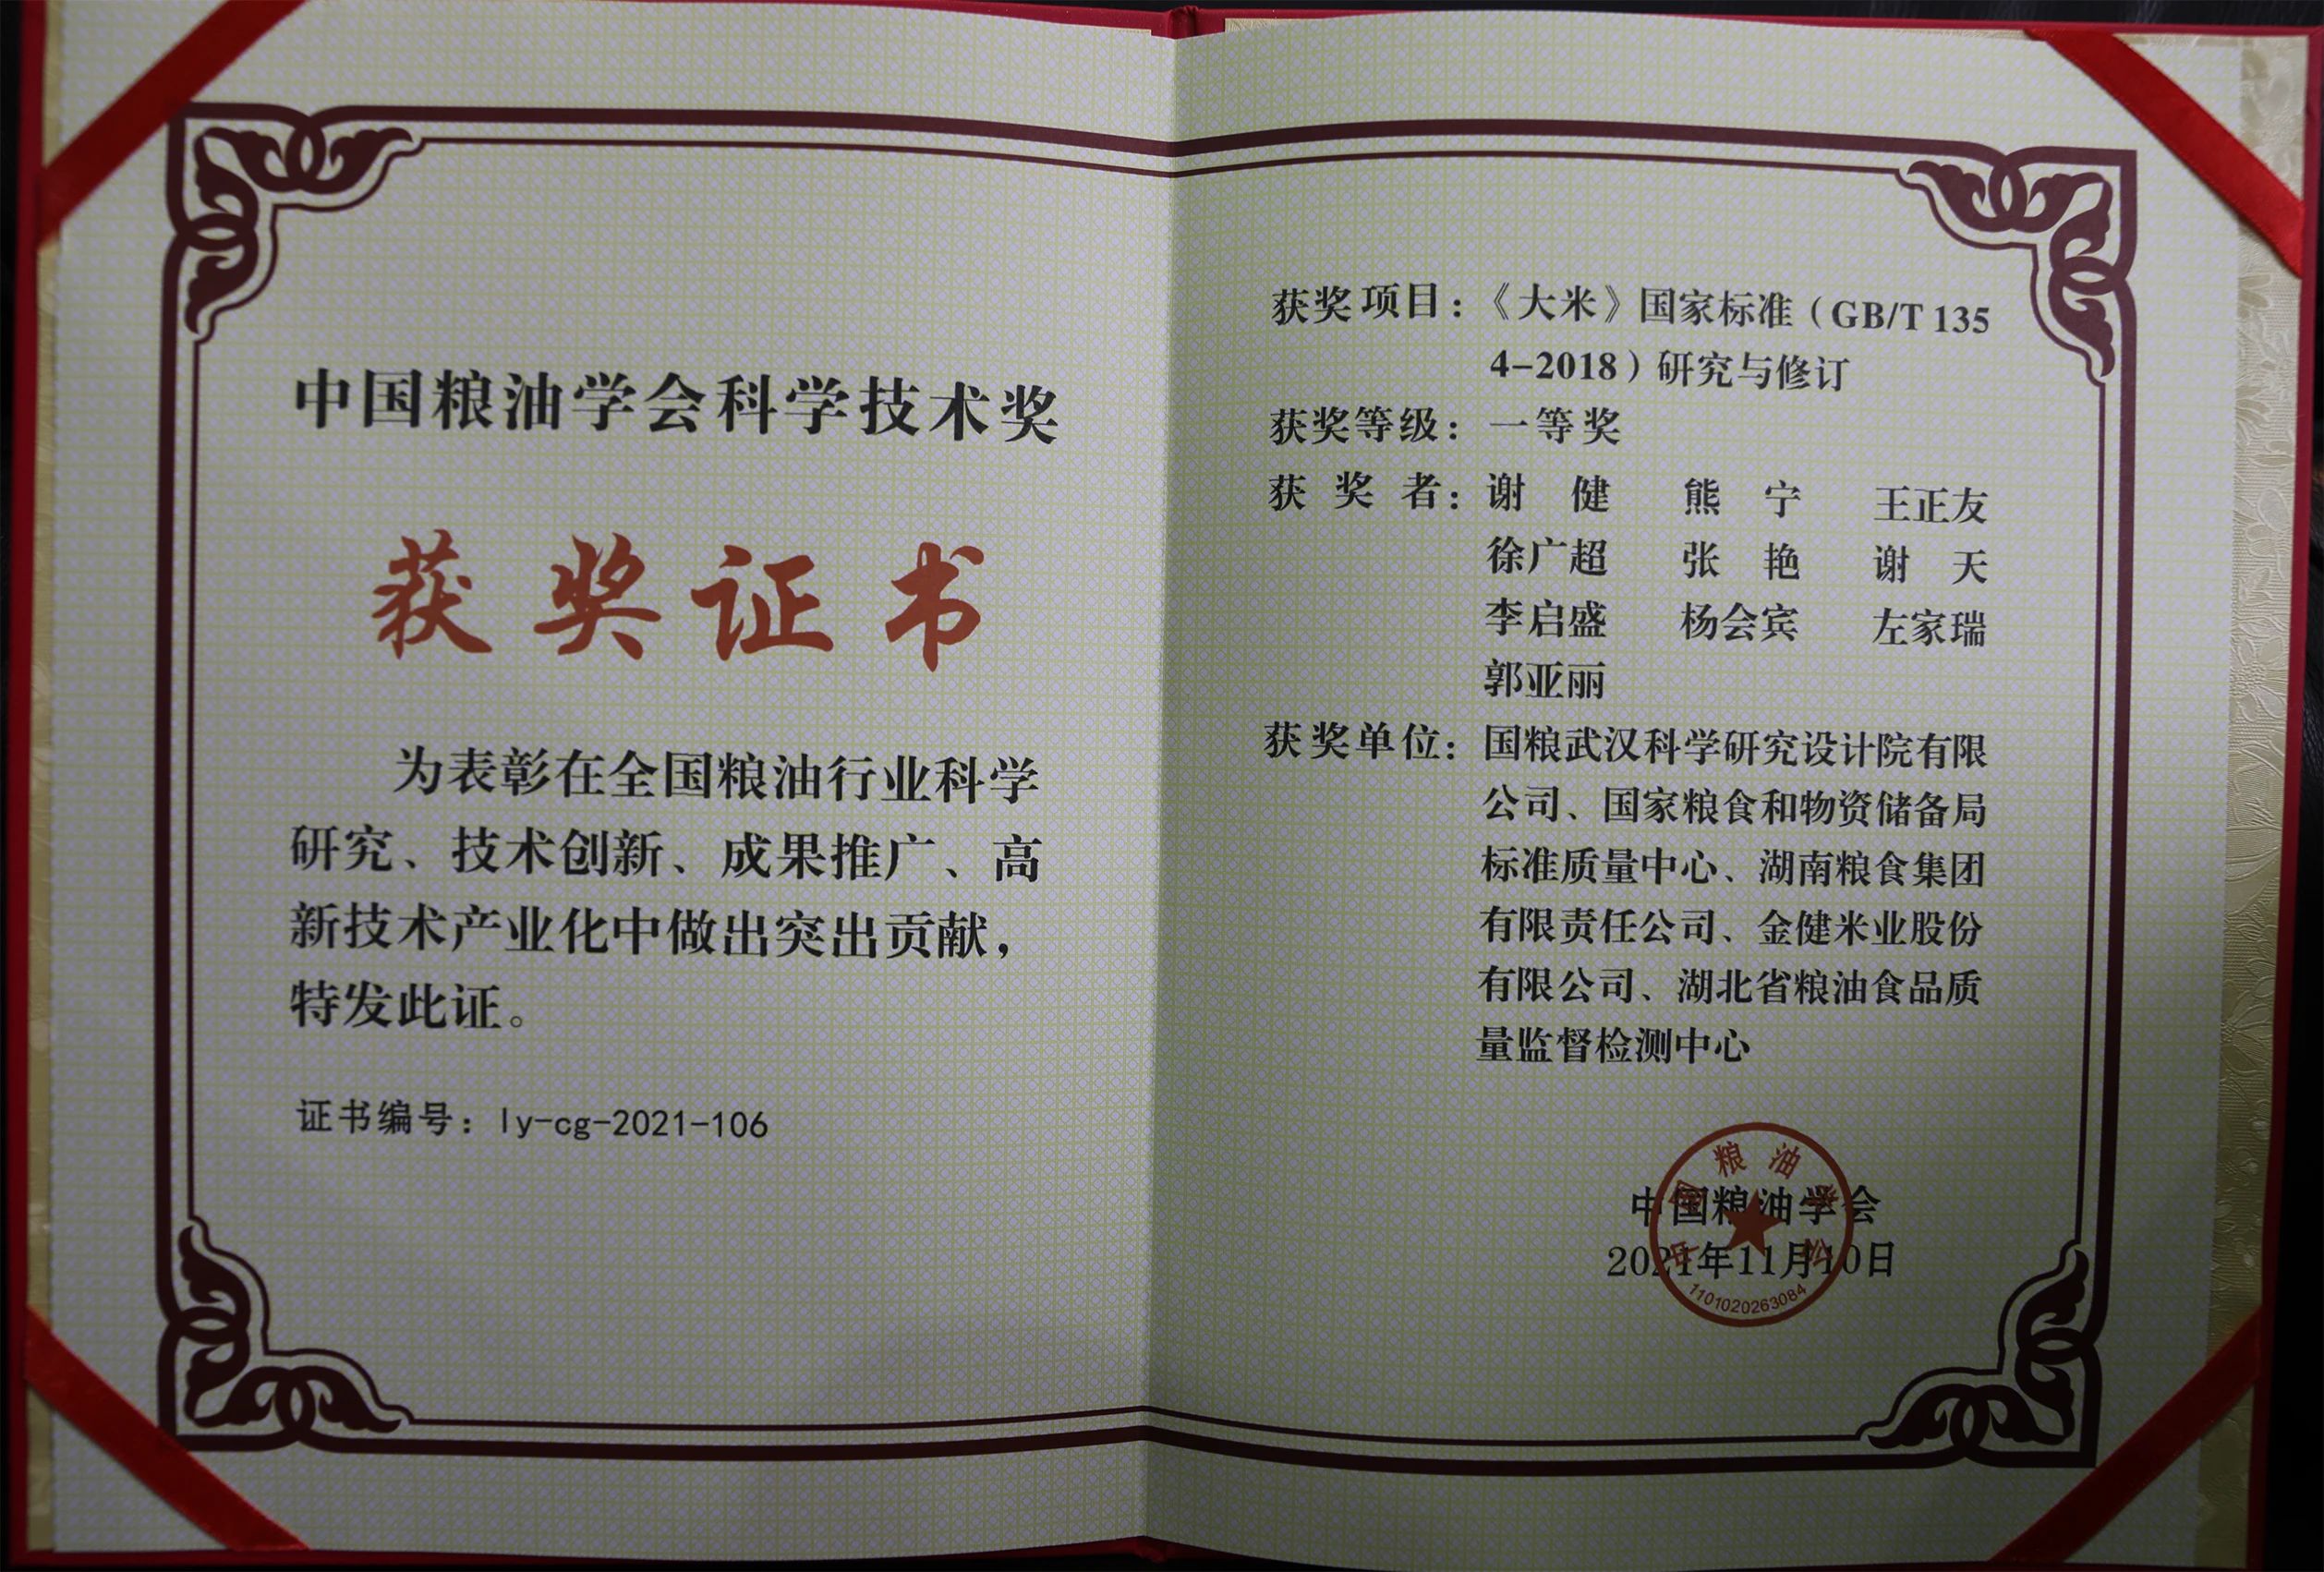 中国粮油学会科学技术奖
获奖证书
为表彰在全国粮油行业科学
研究、技术创新、成果推广、高
新技术产业化中做出突出贡献，
特发此证。
证书编号：ly-cg-2021-106
获奖项目：《大米》国家标准（GB/T 135
4-2018）研究与修订
获奖等级：一等奖
获奖者：谢健 熊宁 王正友
徐广超 张艳 谢天
李启盛 杨会宾 左家瑞
郭亚丽
获奖单位：国粮武汉科学研究设计院有限
公司、国家粮食和物资储备局
标准质量中心、湖南粮食集团
有限责任公司、金健米业股份
有限公司、湖北省粮油食品质
量监督检测中心
中国粮油学会
2021年11月10日
中国粮油学会
1101020263084